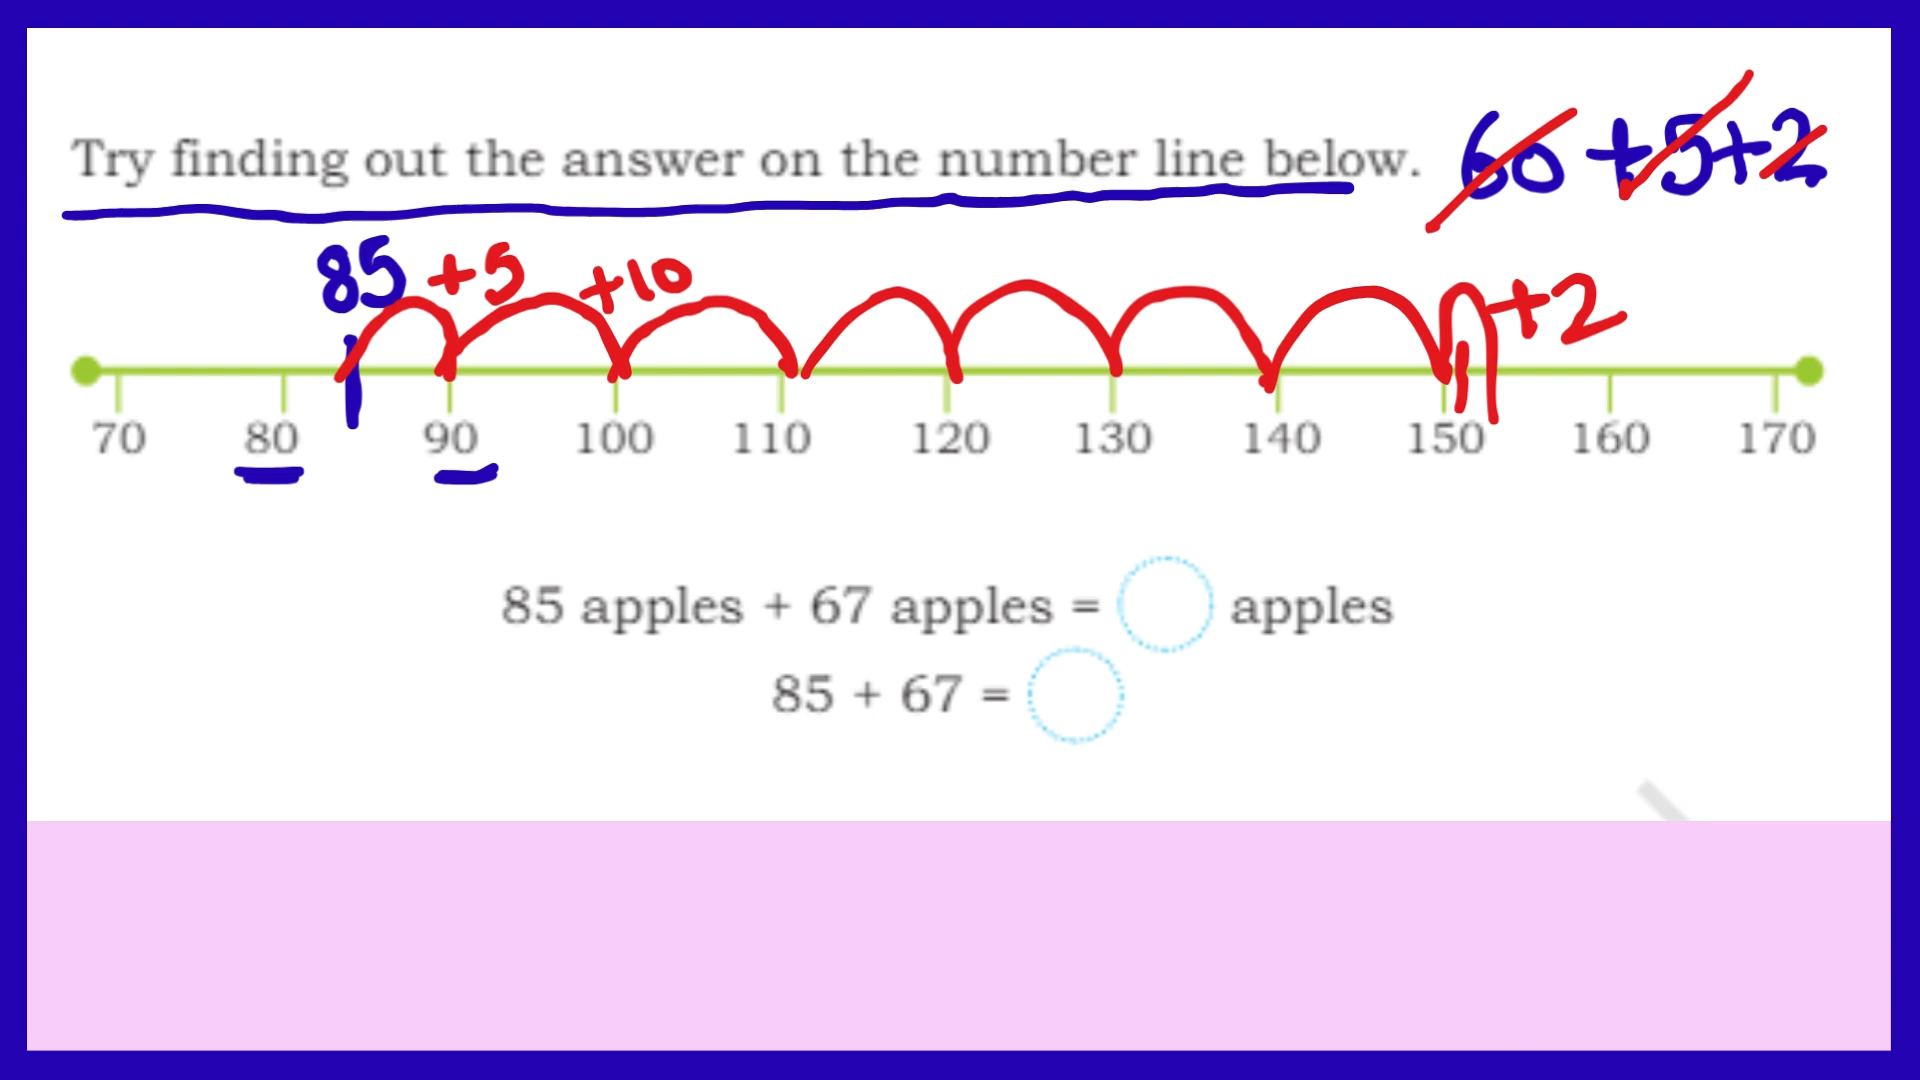 Try finding out the answer on the number line below. 60 + 5 + 2
85 +5 +10 +2
70 80 90 100 110 120 130 140 150 160 170
85 apples + 67 apples = apples
85 + 67 =